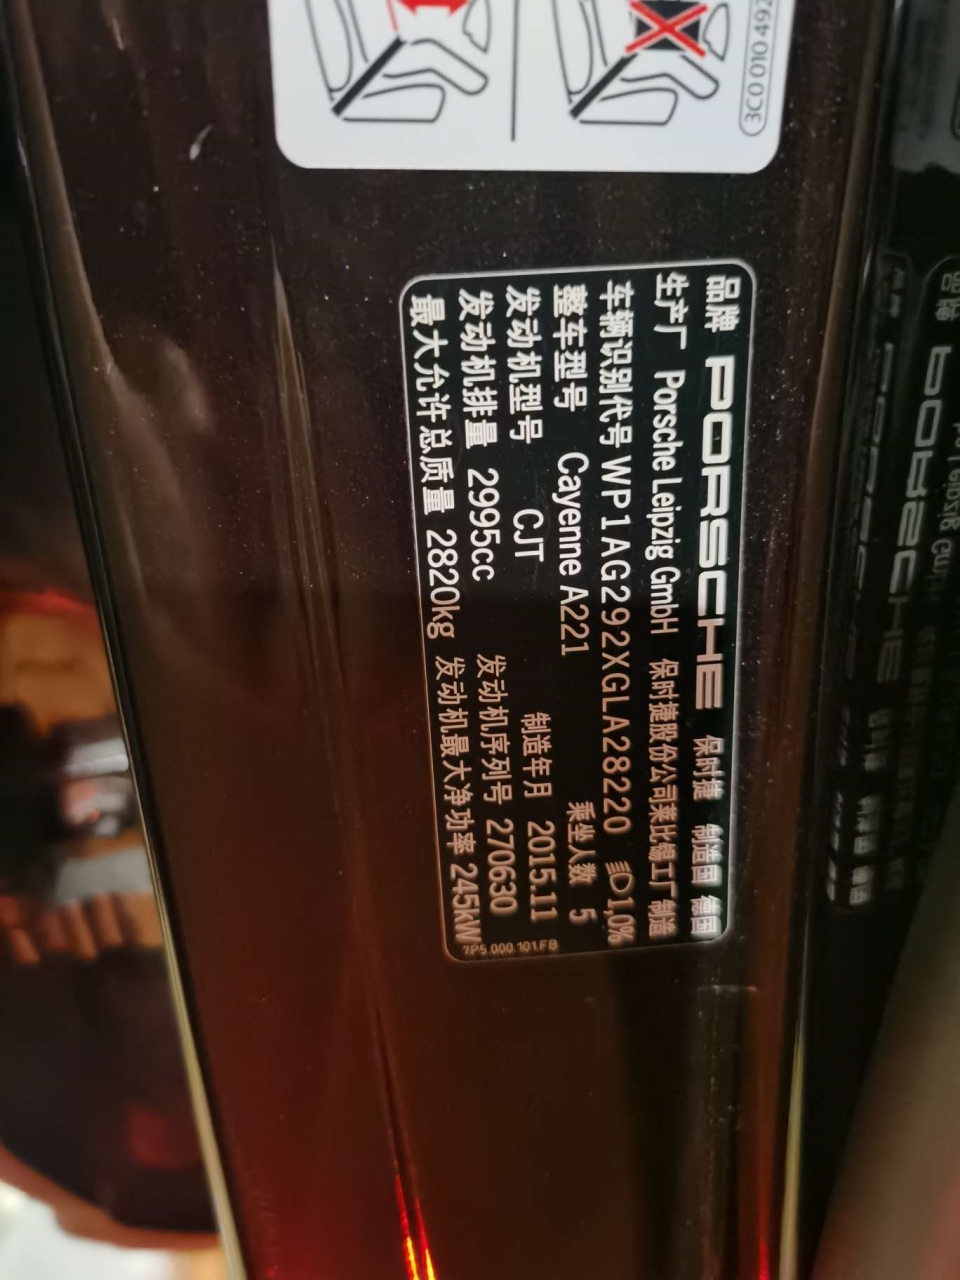 3C0 010 492
品牌 PORSCHE 保时捷 制造国 德国
生产厂 Porsche Leipzig GmbH 保时捷股份公司莱比锡工厂制造
车辆识别代号 WP1AG292XGLA28220 1,0%
整车型号 Cayenne A221 乘坐人数 5
发动机型号 CJT 制造年月 2015.11
发动机排量 2995cc 发动机序列号 270630
最大允许总质量 2820kg 发动机最大净功率 245kW
7P5.000.101.FB